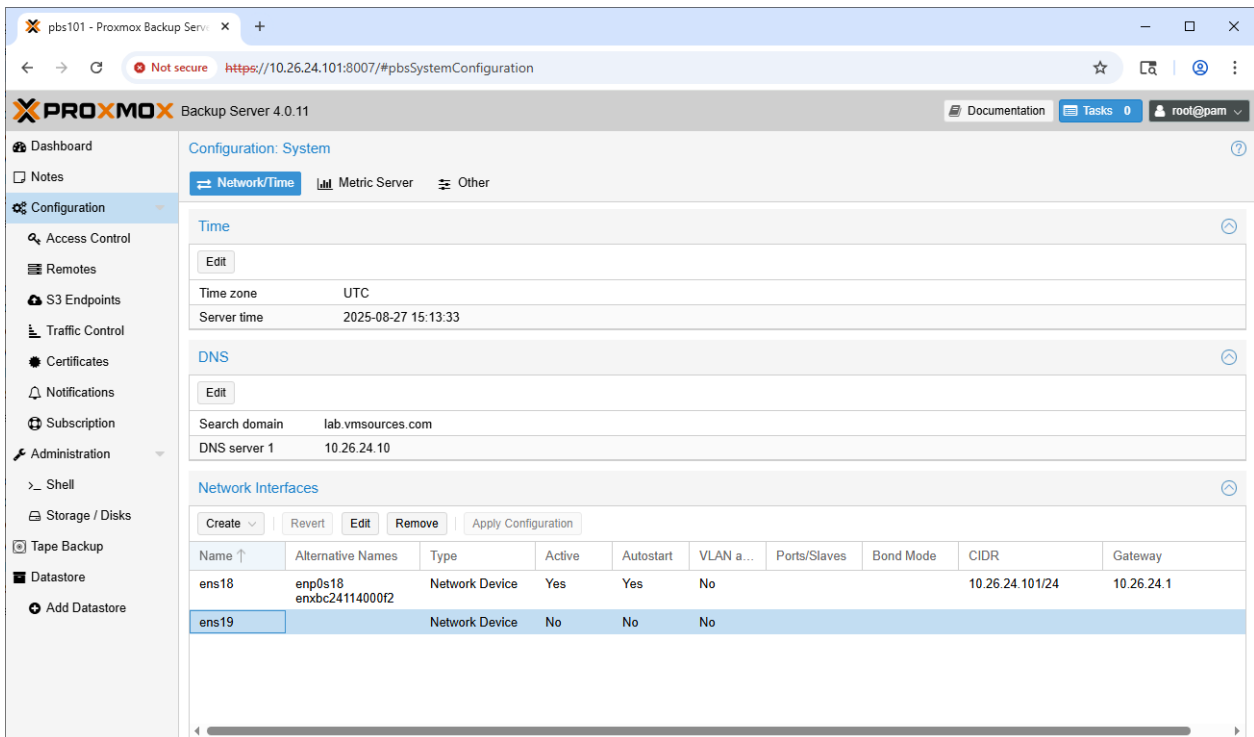 pbs101 - Proxmox Backup Serve
Not secure https://10.26.24.101:8007/#pbsSystemConfiguration
PROXMOX Backup Server 4.0.11
Documentation Tasks 0 root@pam
Dashboard
Notes
Configuration
Access Control
Remotes
S3 Endpoints
Traffic Control
Certificates
Notifications
Subscription
Administration
>_ Shell
Storage / Disks
Tape Backup
Datastore
Add Datastore
Configuration: System
Network/Time Metric Server Other
Time
Edit
Time zone UTC
Server time 2025-08-27 15:13:33
DNS
Edit
Search domain lab.vmsources.com
DNS server 1 10.26.24.10
Network Interfaces
Create Revert Edit Remove Apply Configuration
Name ↑ Alternative Names Type Active Autostart VLAN a... Ports/Slaves Bond Mode CIDR Gateway
ens18 enp0s18 Network Device Yes Yes No 10.26.24.101/24 10.26.24.1
enxbc24114000f2
ens19 Network Device No No No